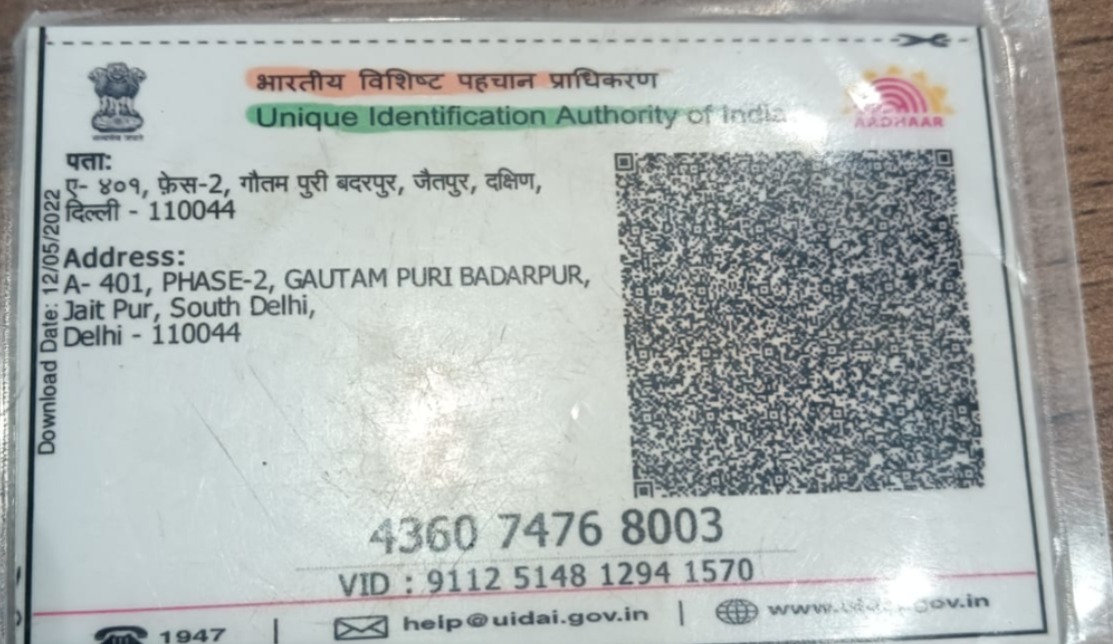 भारतीय विशिष्ट पहचान प्राधिकरण
Unique Identification Authority of India
AADHAAR
पता:
ए- ४०१, फ़ेस-2, गौतम पुरी बदरपुर, जैतपुर, दक्षिण,
दिल्ली - 110044
Address:
A- 401, PHASE-2, GAUTAM PURI BADARPUR,
Jait Pur, South Delhi,
Delhi - 110044
Download Date: 12/05/2022
4360 7476 8003
VID : 9112 5148 1294 1570
1947 | help@uidai.gov.in |